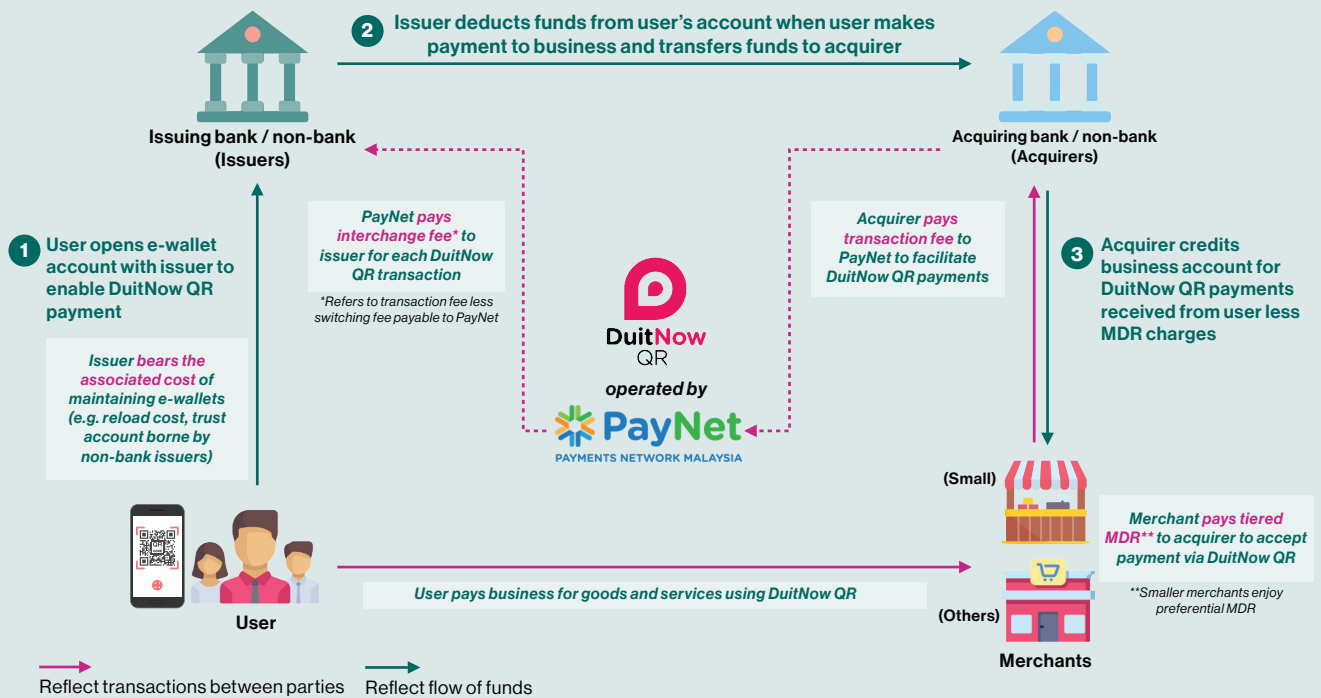 2
Issuer deducts funds from user's account when user makes
payment to business and transfers funds to acquirer
Issuing bank / non-bank
(Issuers)
Acquiring bank / non-bank
(Acquirers)
1
User opens e-wallet
account with issuer to
enable DuitNow QR
payment
Issuer bears the
associated cost of
maintaining e-wallets
(e.g. reload cost, trust
account borne by
non-bank issuers)
PayNet pays
interchange fee* to
issuer for each DuitNow
QR transaction
*Refers to transaction fee less
switching fee payable to PayNet
DuitNow
QR
operated by
PayNet
PAYMENTS NETWORK MALAYSIA
Acquirer pays
transaction fee to
PayNet to facilitate
DuitNow QR payments
3
Acquirer credits
business account for
DuitNow QR payments
received from user less
MDR charges
(Small)
Merchant pays tiered
MDR** to acquirer to accept
payment via DuitNow QR
**Smaller merchants enjoy
preferential MDR
(Others)
Merchants
User pays business for goods and services using DuitNow QR
User
Reflect transactions between parties
Reflect flow of funds